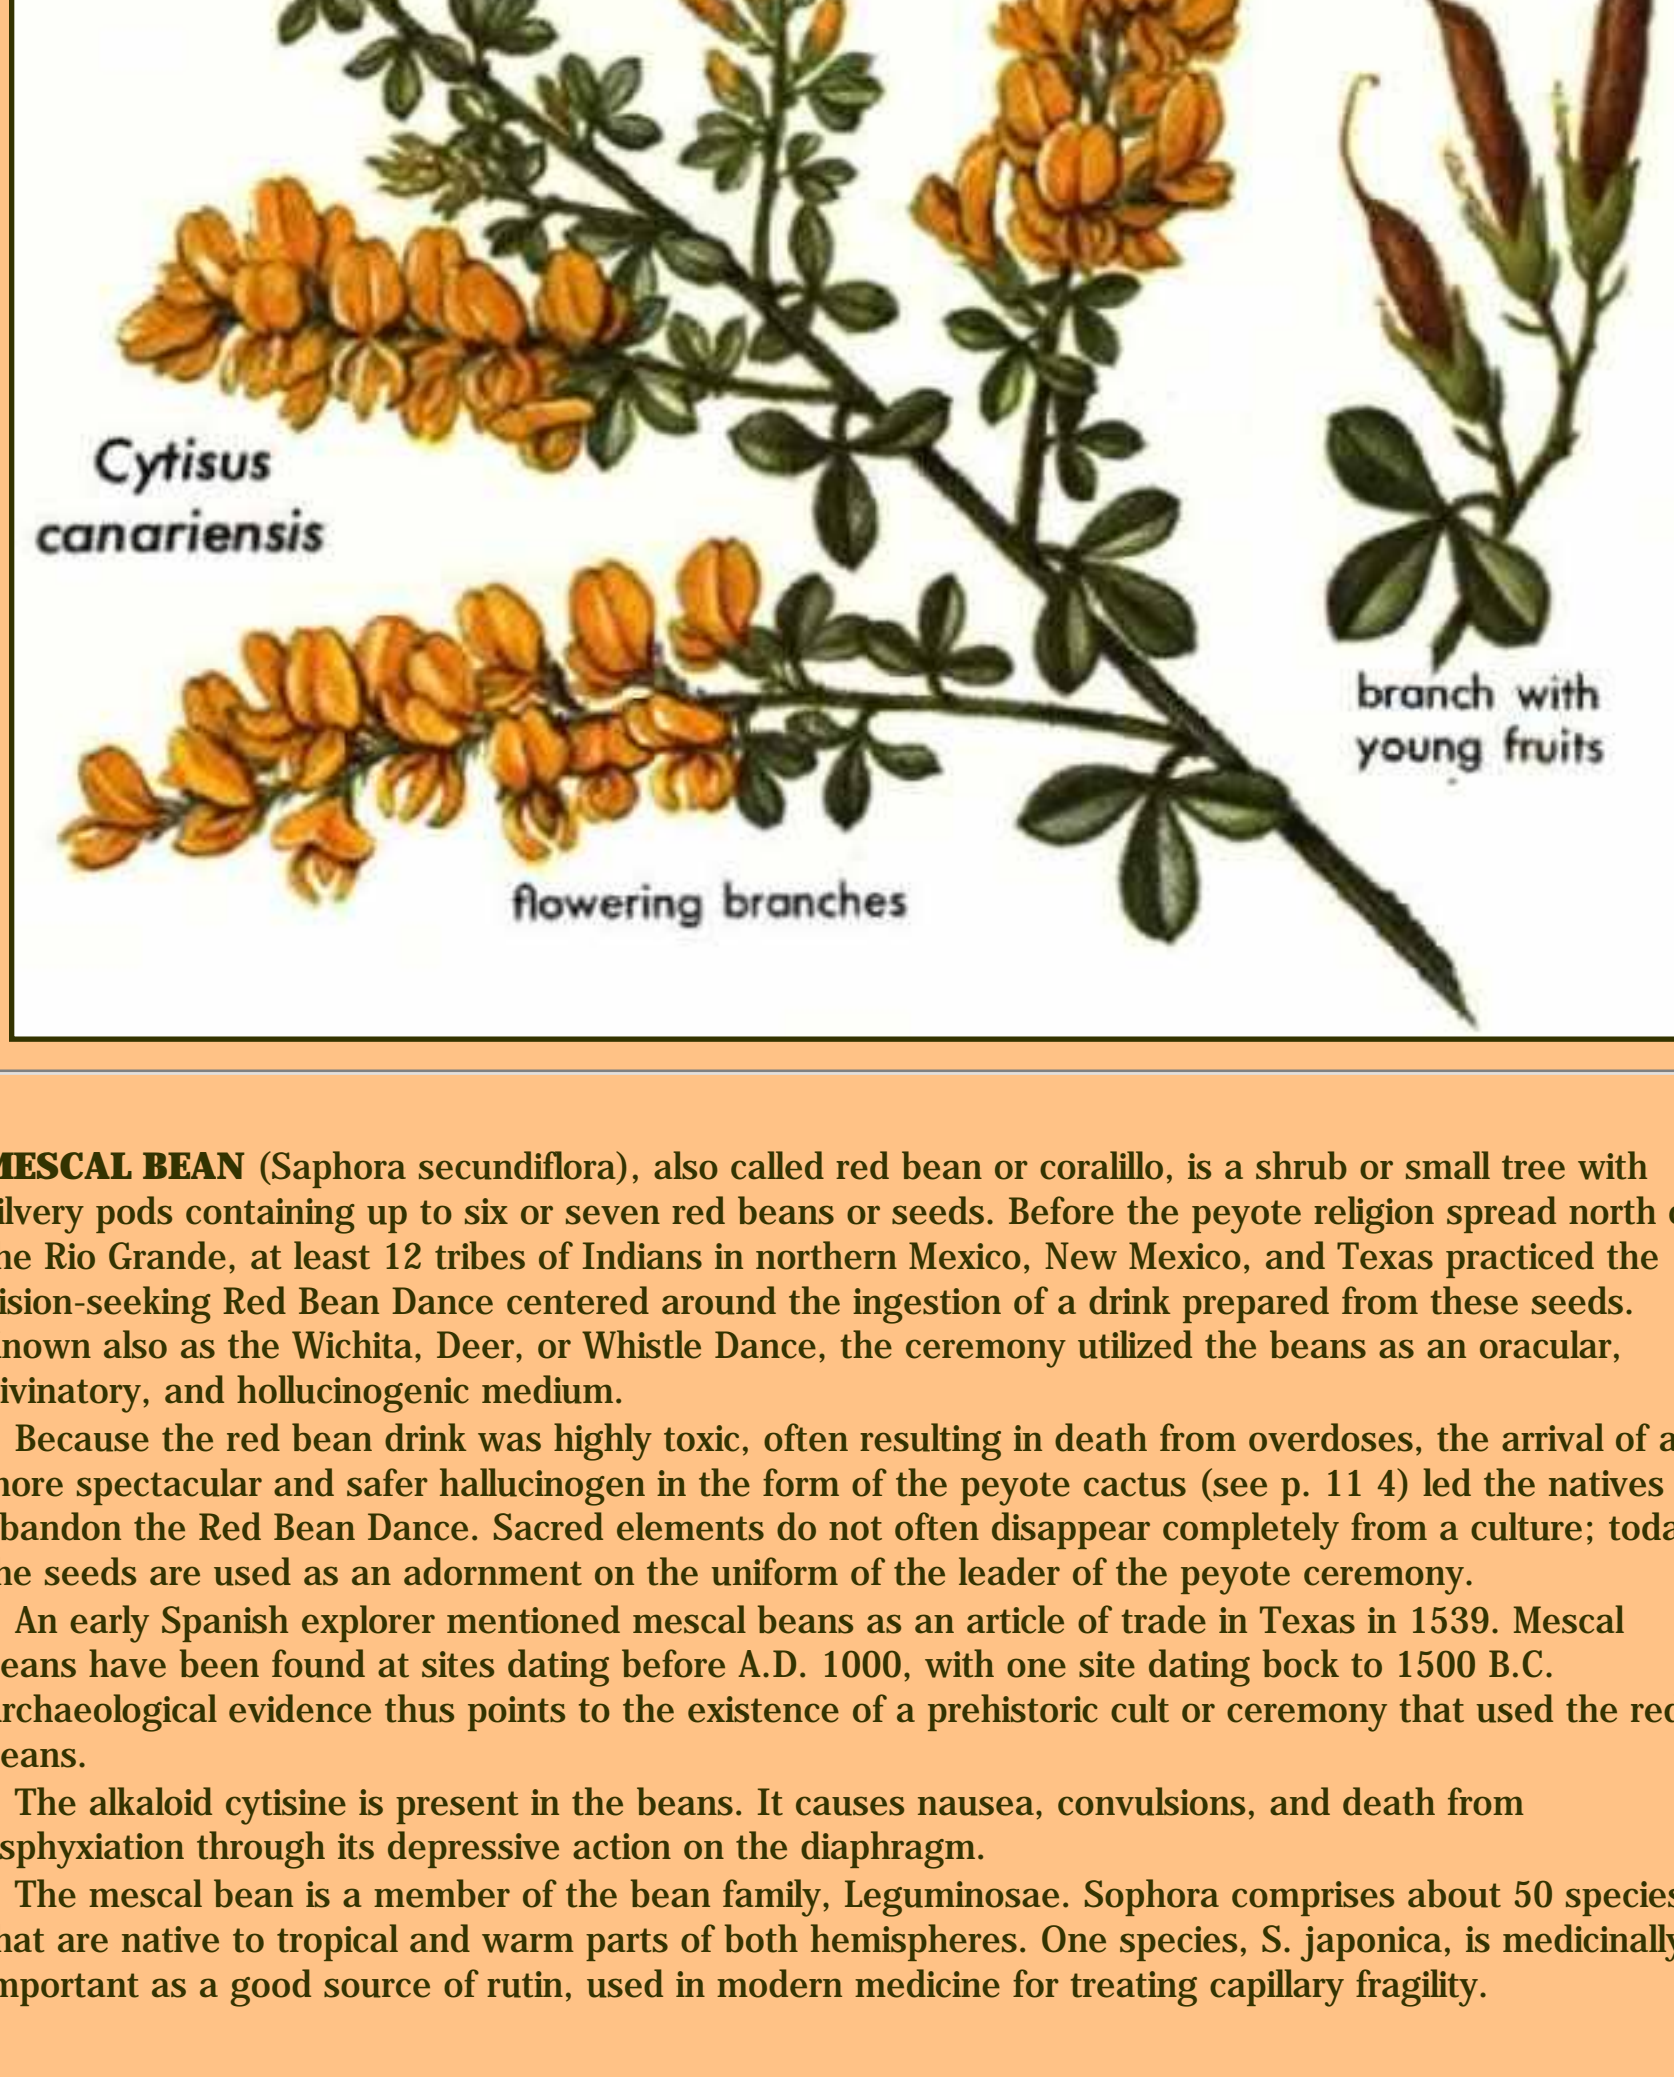 Cytisus
canariensis
branch with
young fruits
flowering branches
MESCAL BEAN (Saphora secundiflora), also called red bean or coralillo, is a shrub or small tree with
ilvery pods containing up to six or seven red beans or seeds. Before the peyote religion spread north o
he Rio Grande, at least 12 tribes of Indians in northern Mexico, New Mexico, and Texas practiced the
ision-seeking Red Bean Dance centered around the ingestion of a drink prepared from these seeds.
nown also as the Wichita, Deer, or Whistle Dance, the ceremony utilized the beans as an oracular,
ivinatory, and hollucinogenic medium.
Because the red bean drink was highly toxic, often resulting in death from overdoses, the arrival of a
more spectacular and safer hallucinogen in the form of the peyote cactus (see p. 11 4) led the natives
bandon the Red Bean Dance. Sacred elements do not often disappear completely from a culture; toda
he seeds are used as an adornment on the uniform of the leader of the peyote ceremony.
An early Spanish explorer mentioned mescal beans as an article of trade in Texas in 1539. Mescal
eans have been found at sites dating before A.D. 1000, with one site dating bock to 1500 B.C.
rchaeological evidence thus points to the existence of a prehistoric cult or ceremony that used the red
eans.
The alkaloid cytisine is present in the beans. It causes nausea, convulsions, and death from
sphyxiation through its depressive action on the diaphragm.
The mescal bean is a member of the bean family, Leguminosae. Sophora comprises about 50 species
hat are native to tropical and warm parts of both hemispheres. One species, S. japonica, is medicinally
mportant as a good source of rutin, used in modern medicine for treating capillary fragility.